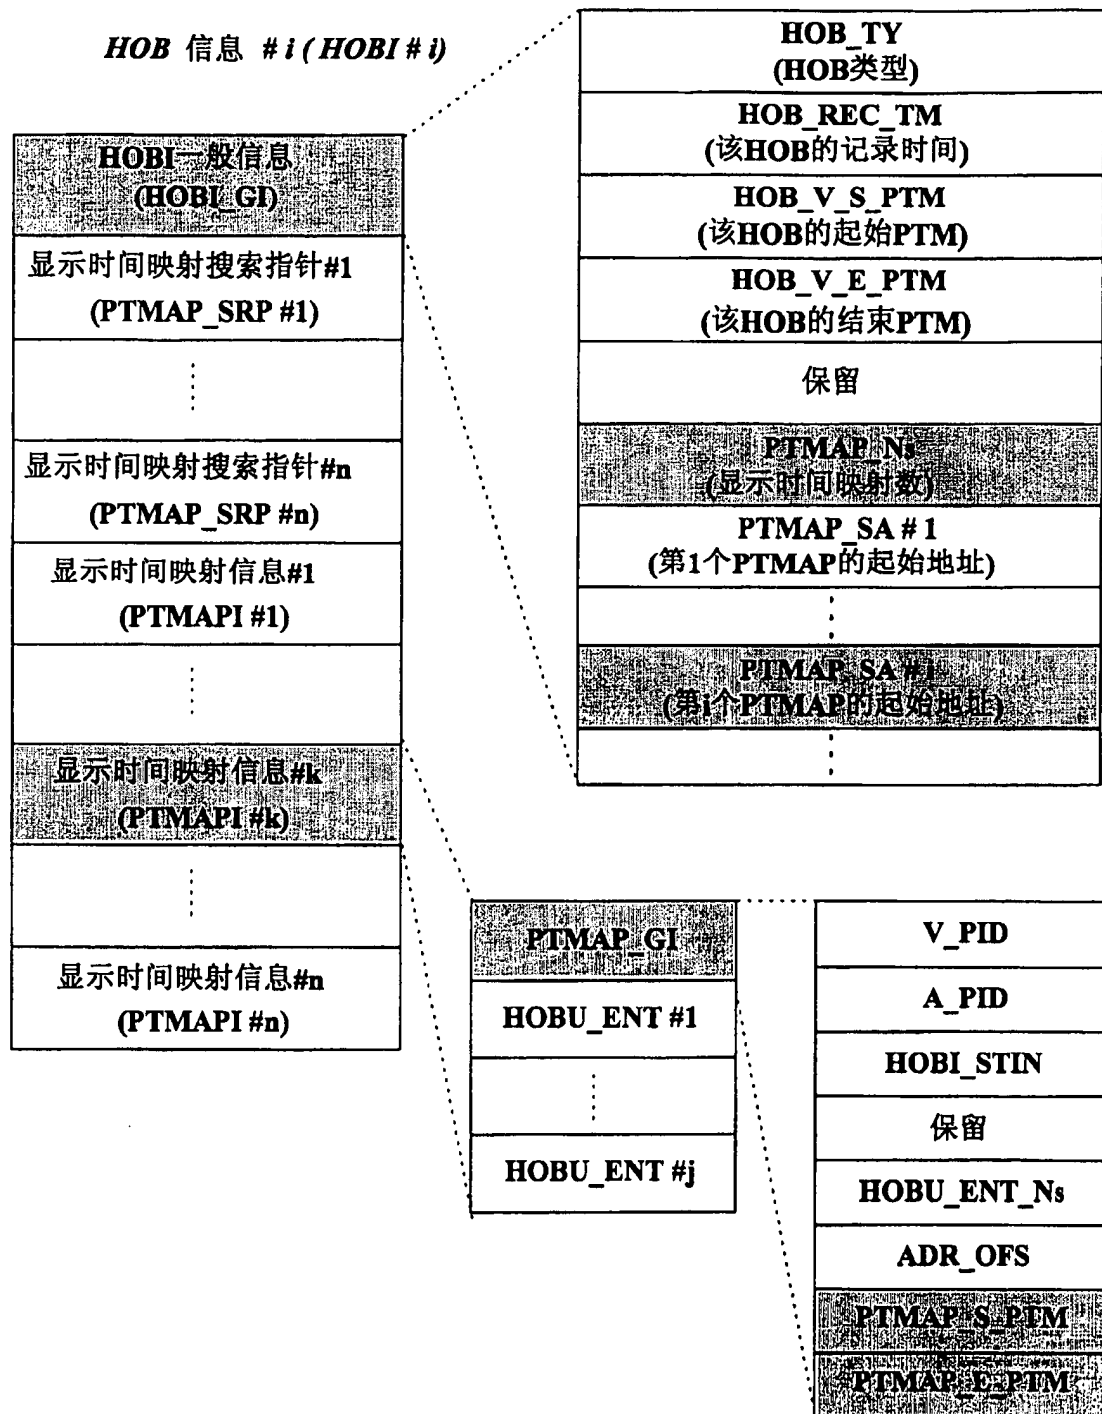 HOB 信息 # i ( HOBI # i)
HOBI一般信息
(HOBI_GI)
显示时间映射搜索指针#1
(PTMAP_SRP #1)
显示时间映射搜索指针#n
(PTMAP_SRP #n)
显示时间映射信息#1
(PTMAPI #1)
显示时间映射信息#k
(PTMAPI #k)
显示时间映射信息#n
(PTMAPI #n)
HOB_TY
(HOB类型)
HOB_REC_TM
(该HOB的记录时间)
HOB_V_S_PTM
(该HOB的起始PTM)
HOB_V_E_PTM
(该HOB的结束PTM)
保留
PTMAP_Ns
(显示时间映射数)
PTMAP_SA # 1
(第1个PTMAP的起始地址)
PTMAP_SA # i
(第i个PTMAP的起始地址)
PTMAP_GI
HOBU_ENT #1
HOBU_ENT #j
V_PID
A_PID
HOBI_STIN
保留
HOBU_ENT_Ns
ADR_OFS
PTMAP_S_PTM
PTMAP_E_PTM